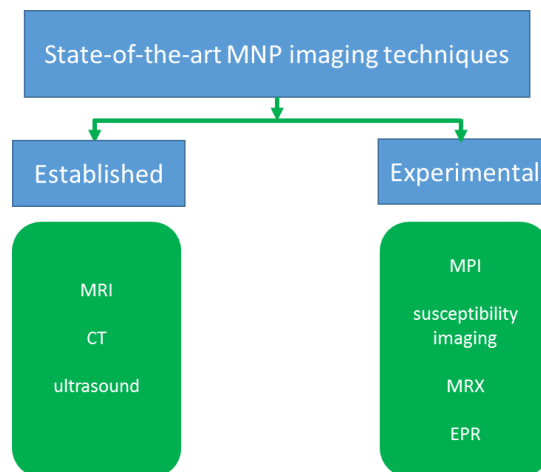 State-of-the-art MNP imaging techniques
Established
Experimental
MRI
CT
ultrasound
MPI
susceptibility
imaging
MRX
EPR